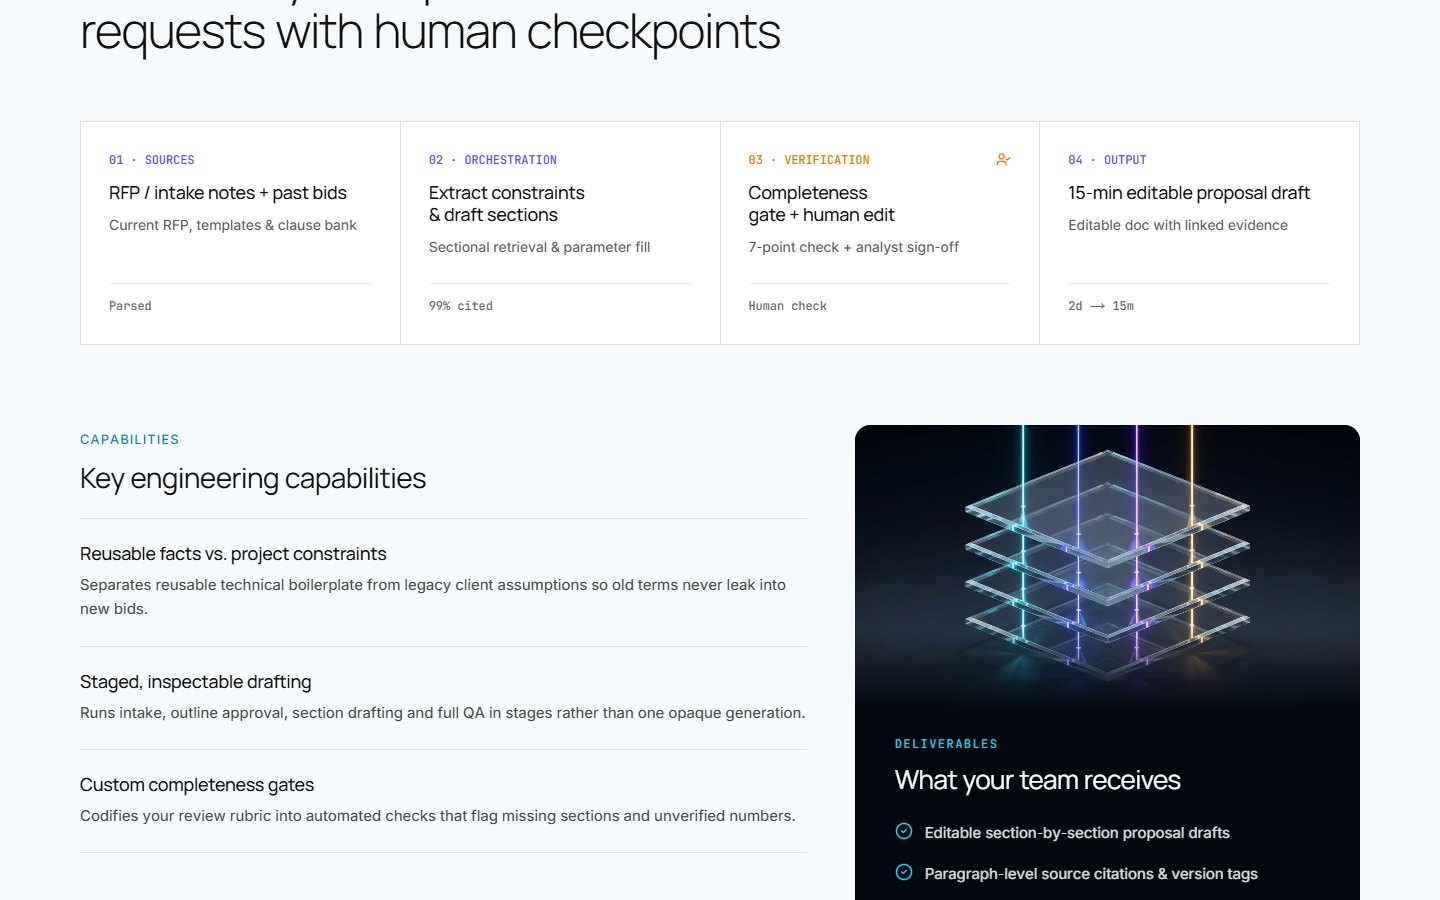 requests with human checkpoints
01 · SOURCES
RFP / intake notes + past bids
Current RFP, templates & clause bank
Parsed
02 · ORCHESTRATION
Extract constraints
& draft sections
Sectional retrieval & parameter fill
99% cited
03 · VERIFICATION
Completeness
gate + human edit
7-point check + analyst sign-off
Human check
04 · OUTPUT
15-min editable proposal draft
Editable doc with linked evidence
2d ⟶ 15m
CAPABILITIES
Key engineering capabilities
Reusable facts vs. project constraints
Separates reusable technical boilerplate from legacy client assumptions so old terms never leak into
new bids.
Staged, inspectable drafting
Runs intake, outline approval, section drafting and full QA in stages rather than one opaque generation.
Custom completeness gates
Codifies your review rubric into automated checks that flag missing sections and unverified numbers.
DELIVERABLES
What your team receives
Editable section-by-section proposal drafts
Paragraph-level source citations & version tags